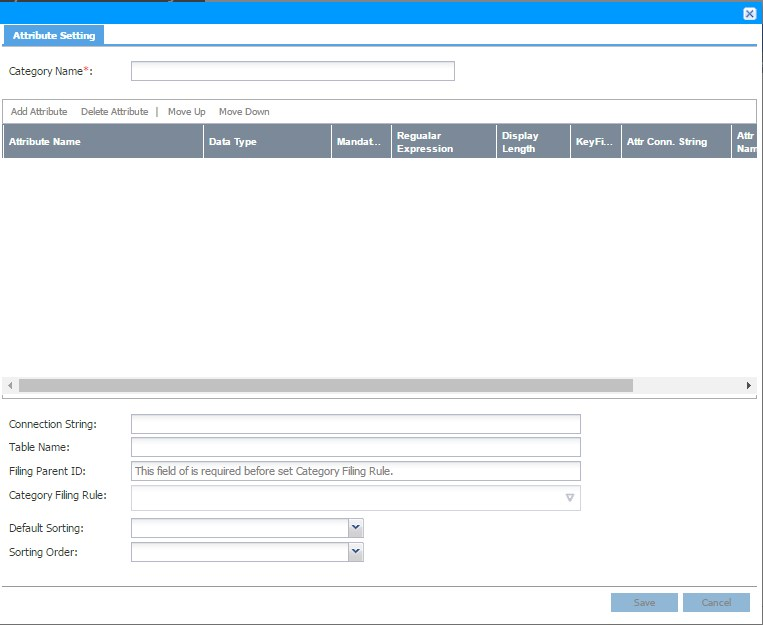 Attribute Setting
Category Name*:
Add Attribute Delete Attribute | Move Up Move Down
Attribute Name Data Type Mandat... Regualar Expression Display Length KeyFi... Attr Conn. String Attr Nam
Connection String:
Table Name:
Filing Parent ID: This field of is required before set Category Filing Rule.
Category Filing Rule:
Default Sorting:
Sorting Order:
Save Cancel